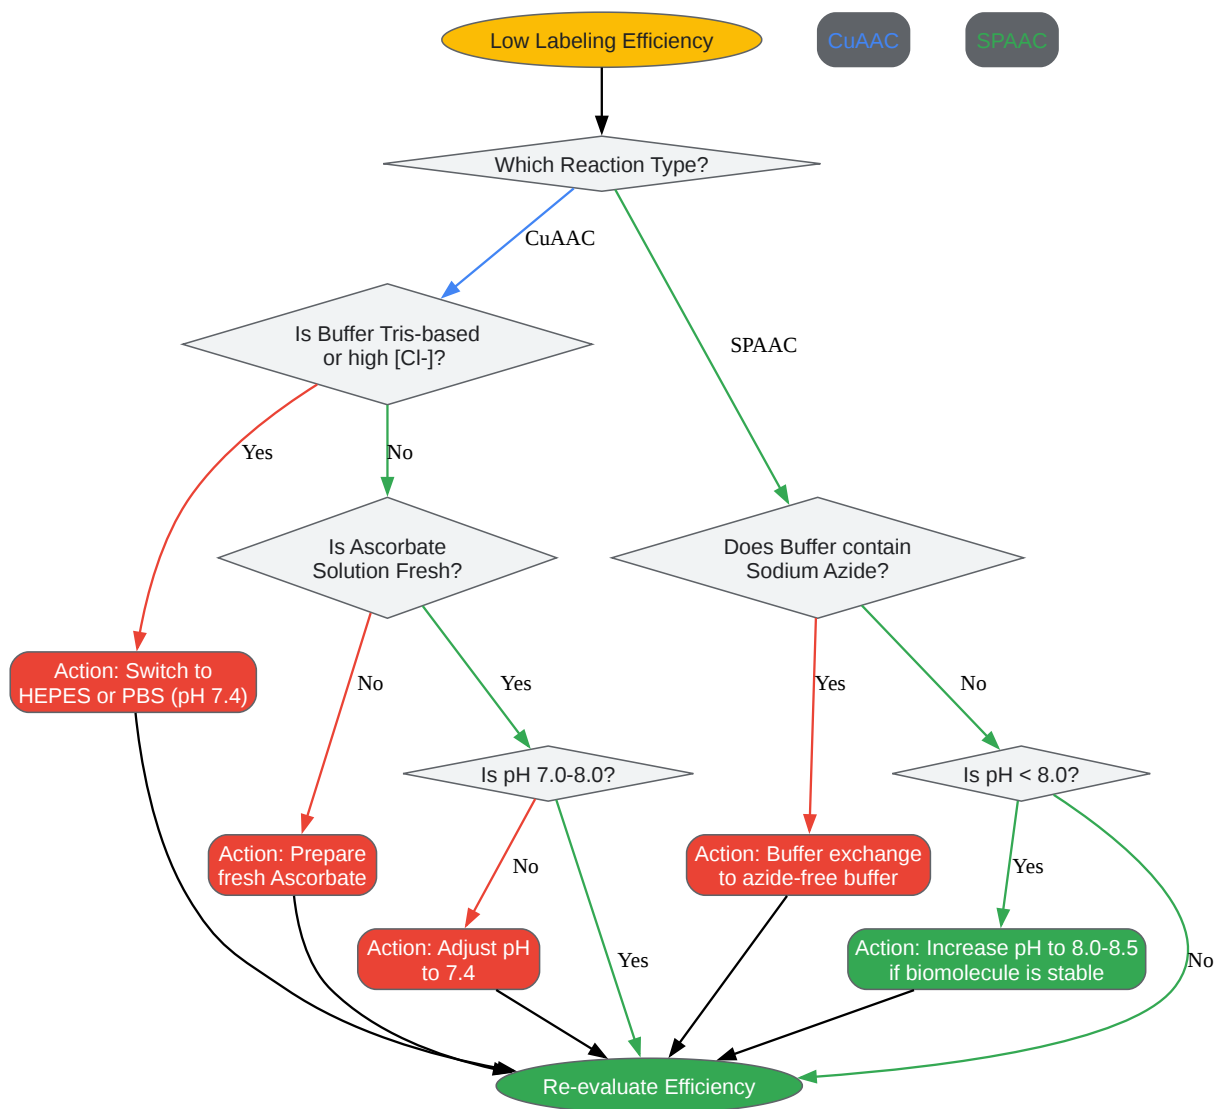 Low Labeling Efficiency
CuAAC
SPAAC
Which Reaction Type?
CuAAC
Is Buffer Tris-based
or high [Cl-]?
SPAAC
Yes
No
Is Ascorbate
Solution Fresh?
Does Buffer contain
Sodium Azide?
Action: Switch to
HEPES or PBS (pH 7.4)
No
Yes
Yes
No
Is pH 7.0-8.0?
Is pH < 8.0?
Action: Prepare
fresh Ascorbate
No
Action: Buffer exchange
to azide-free buffer
Yes
Action: Adjust pH
to 7.4
Yes
Action: Increase pH to 8.0-8.5
if biomolecule is stable
No
Re-evaluate Efficiency